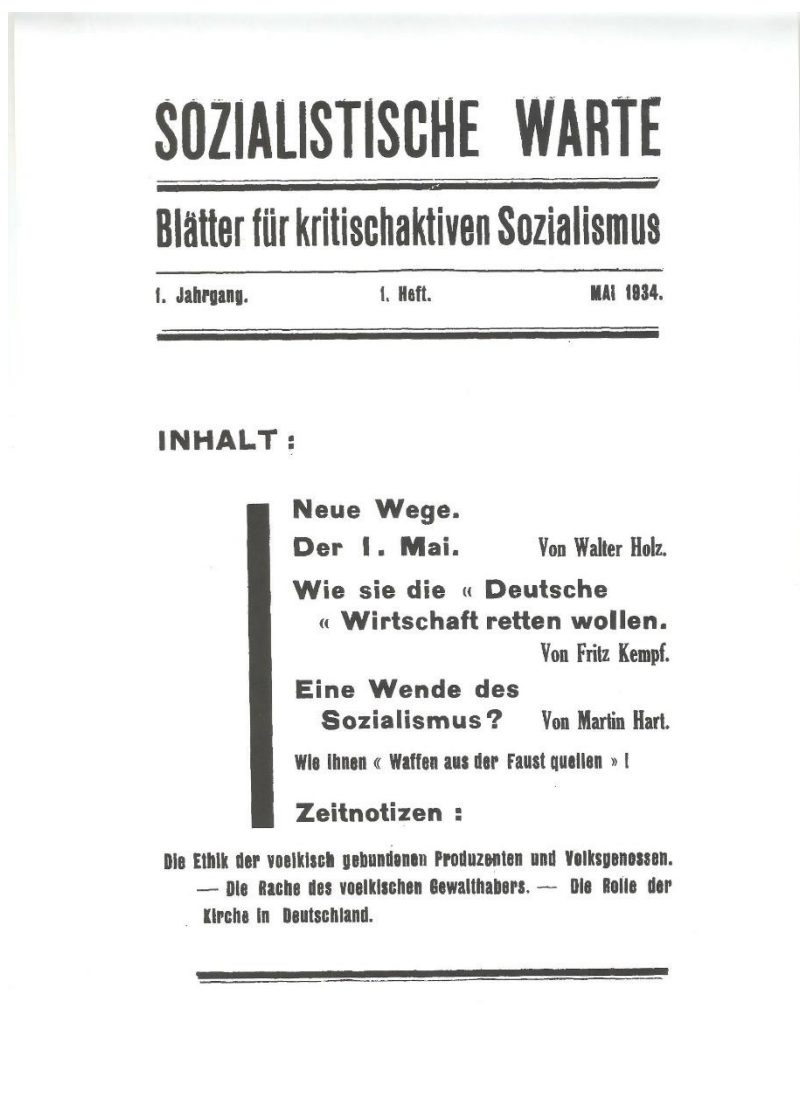 SOZIALISTISCHE WARTE
Blätter für kritischaktiven Sozialismus
1. Jahrgang. 1. Heft. MAI 1934.
INHALT :
Neue Wege.
Der 1. Mai. Von Walter Holz.
Wie sie die « Deutsche
« Wirtschaft retten wollen.
Von Fritz Kempf.
Eine Wende des
Sozialismus? Von Martin Hart.
Wie ihnen « Waffen aus der Faust quellen » !
Zeitnotizen :
Die Ethik der voelkisch gebundenen Produzenten und Volksgenossen.
— Die Rache des voelkischen Gewalthabers. — Die Rolle der
Kirche in Deutschland.